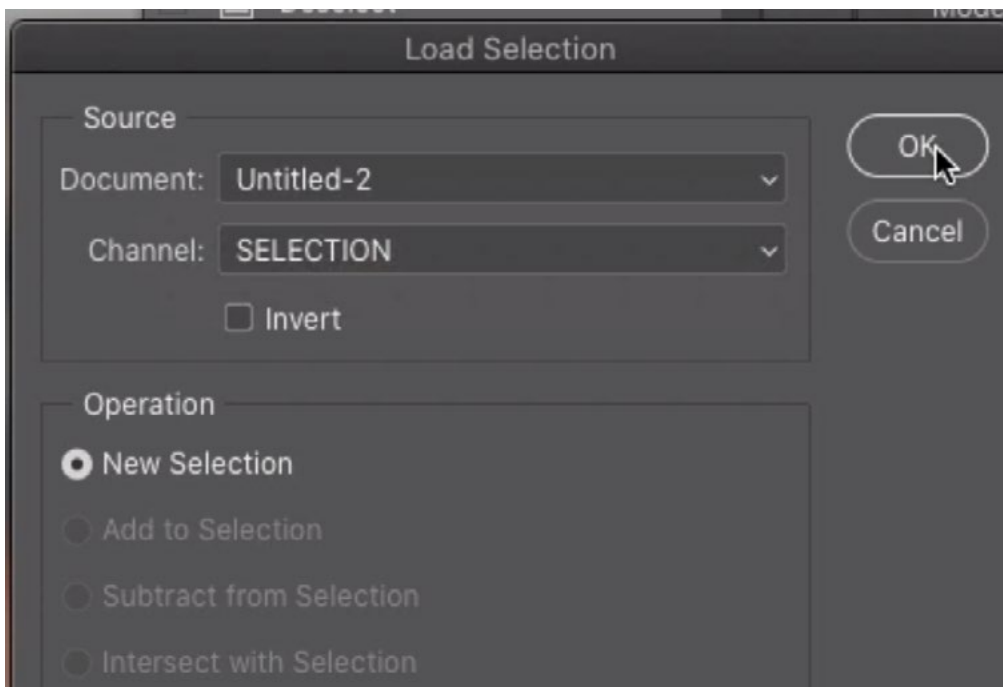 Load Selection
Source
Document: Untitled-2
Channel: SELECTION
Invert
OK
Cancel
Operation
New Selection
Add to Selection
Subtract from Selection
Intersect with Selection